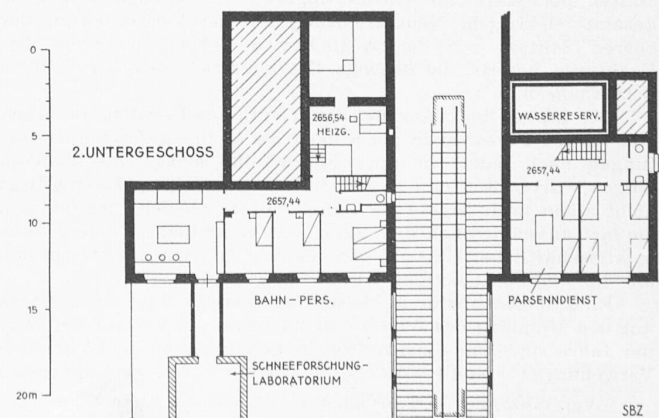 0
2656,54
HEIZG.
WASSERRESERV.
5
2.UNTERGESCHOSS
2657,44
2657,44
10
BAHN-PERS.
PARSENNDIENST
15
SCHNEEFORSCHUNG-
LABORATORIUM
20m
SBZ